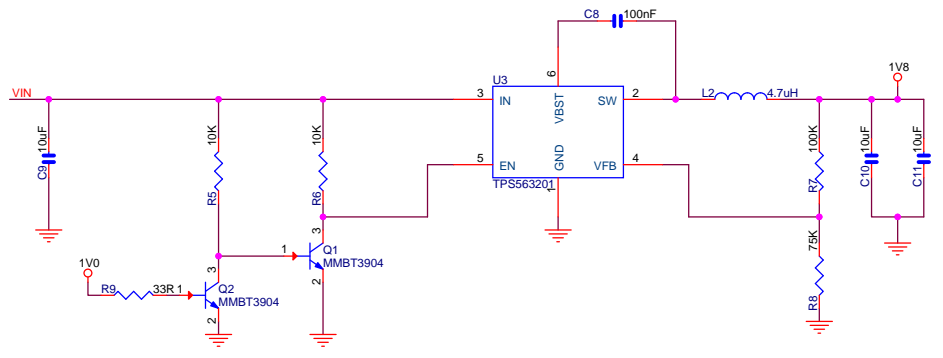 C8
100nF
U3
6
1V8
VIN
3
IN
VBST
SW
2
L2
4.7uH
10uF
C9
10K
R5
10K
R6
5
EN
GND
VFB
4
TPS563201
1
100K
R7
10uF
C10
10uF
C11
75K
R8
3
1
Q1
MMBT3904
2
1V0
R9
33R
1
3
Q2
MMBT3904
2